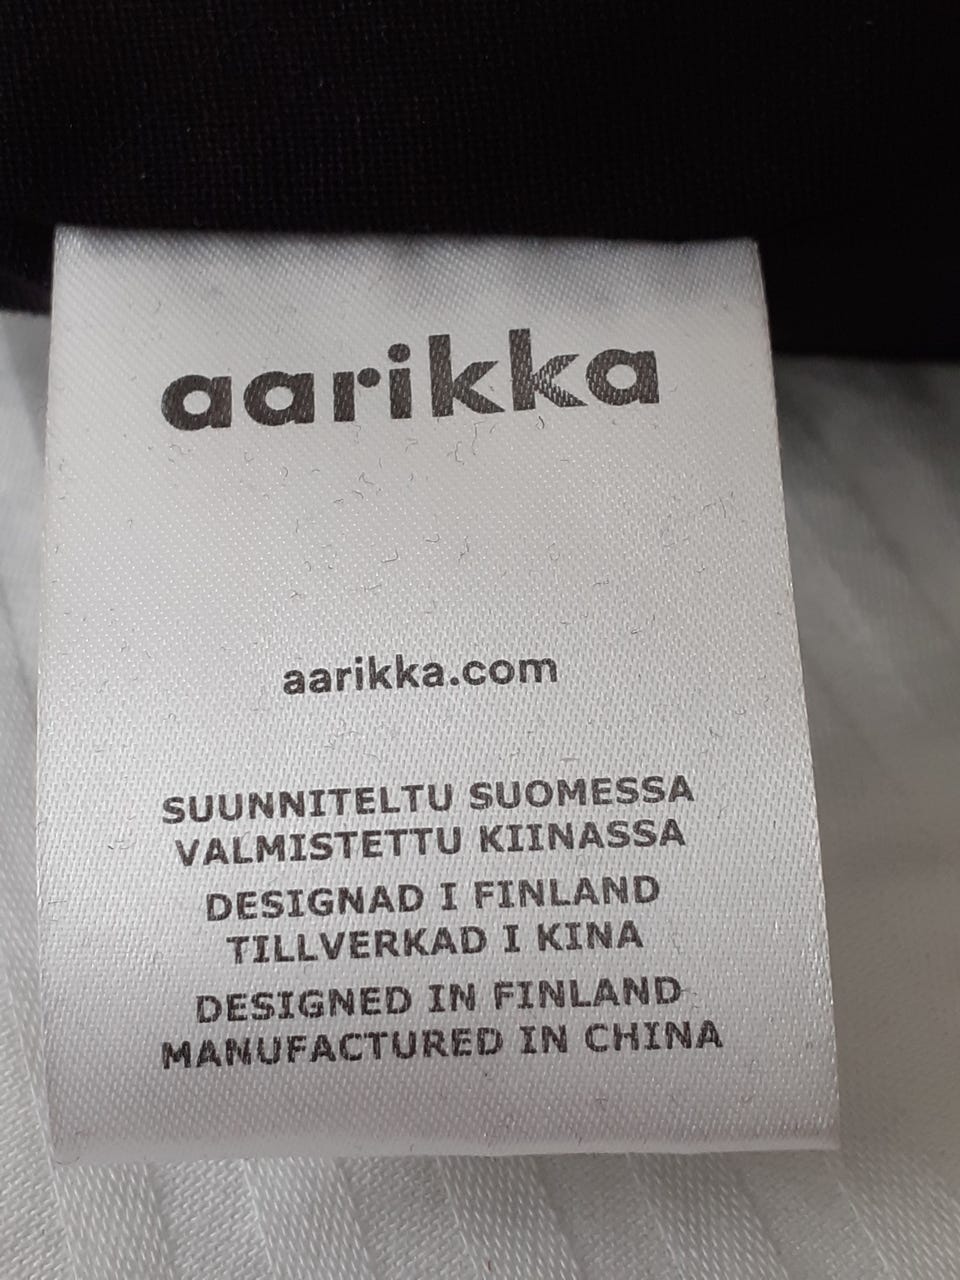 aarikka
aarikka.com
SUUNNITELTU SUOMESSA
VALMISTETTU KIINASSA
DESIGNAD I FINLAND
TILLVERKAD I KINA
DESIGNED IN FINLAND
MANUFACTURED IN CHINA